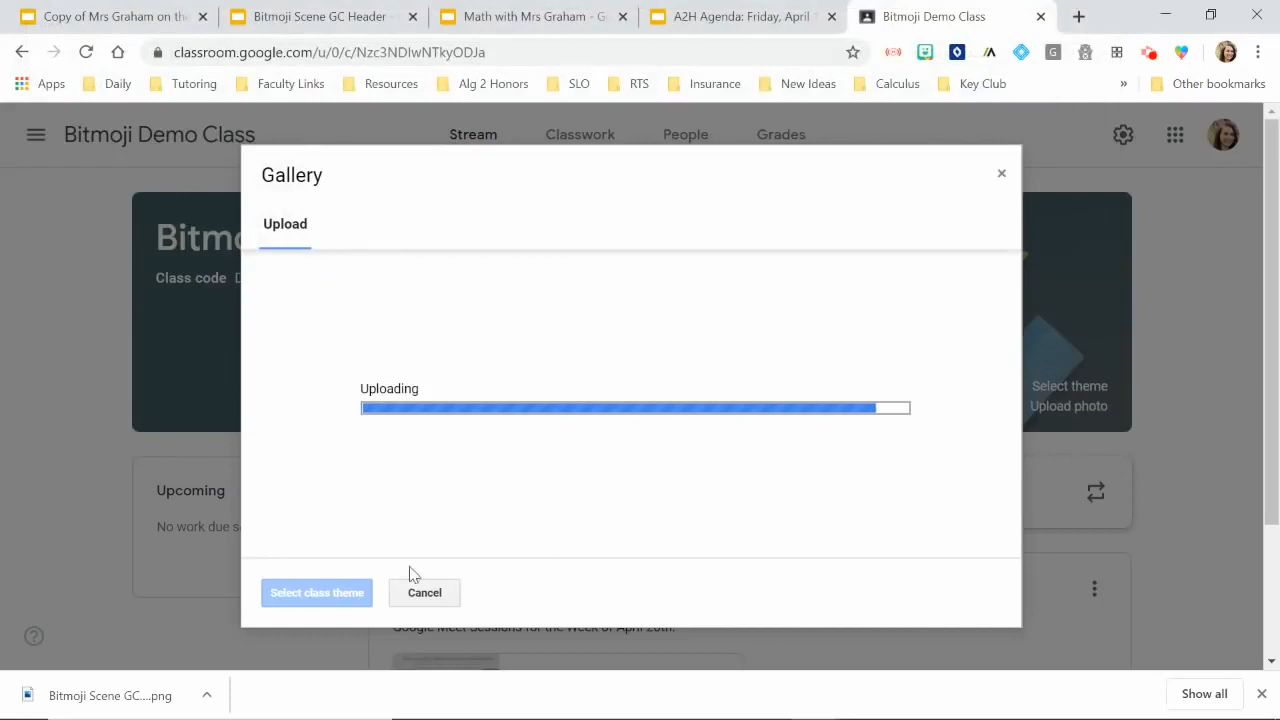 Copy of Mrs Graham - the
Bitmoji Scene GC Header
Math with Mrs Graham - G
A2H Agenda: Friday, April
Bitmoji Demo Class
classroom.google.com/u/0/c/Nzc3NDIwNTkyODJa
Apps
Daily
Tutoring
Faculty Links
Resources
Alg 2 Honors
SLO
RTS
Insurance
New Ideas
Calculus
Key Club
»
Other bookmarks
Bitmoji Demo Class
Stream
Classwork
People
Grades
Gallery
Upload
Bitmo
Class code
Uploading
Select theme
Upload photo
Upcoming
No work due s
Select class theme
Cancel
Google Meet Sessions for the Week of April 20th.
Bitmoji Scene GC....png
Show all